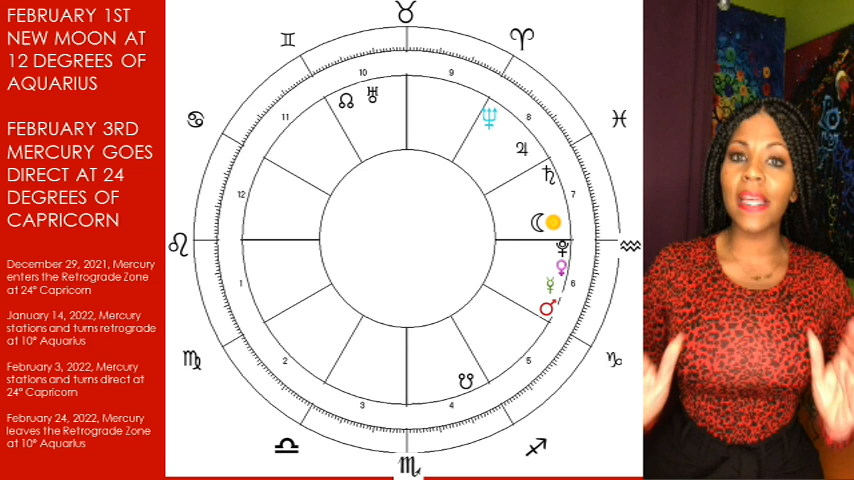 FEBRUARY 1ST
NEW MOON AT
12 DEGREES OF
AQUARIUS
FEBRUARY 3RD
MERCURY GOES
DIRECT AT 24
DEGREES OF
CAPRICORN
December 29, 2021, Mercury
enters the Retrograde Zone
at 24° Capricorn
January 14, 2022, Mercury
stations and turns retrograde
at 10° Aquarius
February 3, 2022, Mercury
stations and turns direct at
24° Capricorn
February 24, 2022, Mercury
leaves the Retrograde Zone
at 10° Aquarius
♉
♊ ♈
10 9
☊ ♅ ♆
♋ 11 8 ♓
♃
♄
12 7
☾
♌ ♒
♇
♀
1 6
☿
♂
♍ 2 5 ♑
☋
3 4
♎ ♐
♏